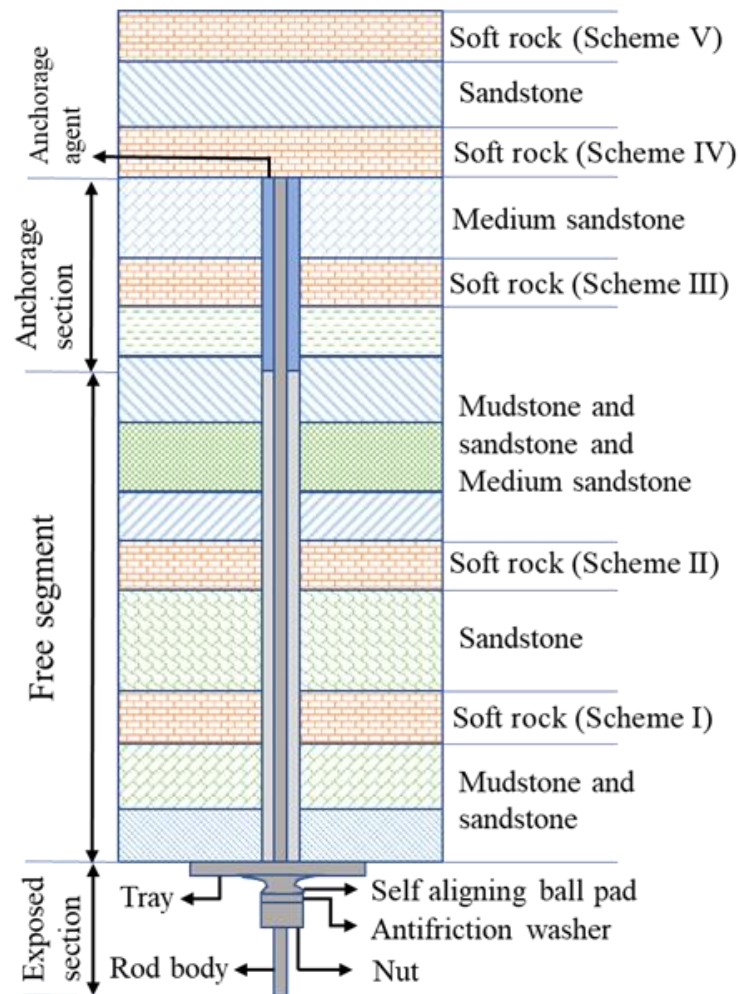 Soft rock (Scheme V)
Sandstone
Anchorage
agent
Soft rock (Scheme IV)
Medium sandstone
Anchorage
section
Soft rock (Scheme III)
Mudstone and
sandstone and
Medium sandstone
Free segment
Soft rock (Scheme II)
Sandstone
Soft rock (Scheme I)
Mudstone and
sandstone
Exposed
section
Tray
Self aligning ball pad
Antifriction washer
Rod body
Nut